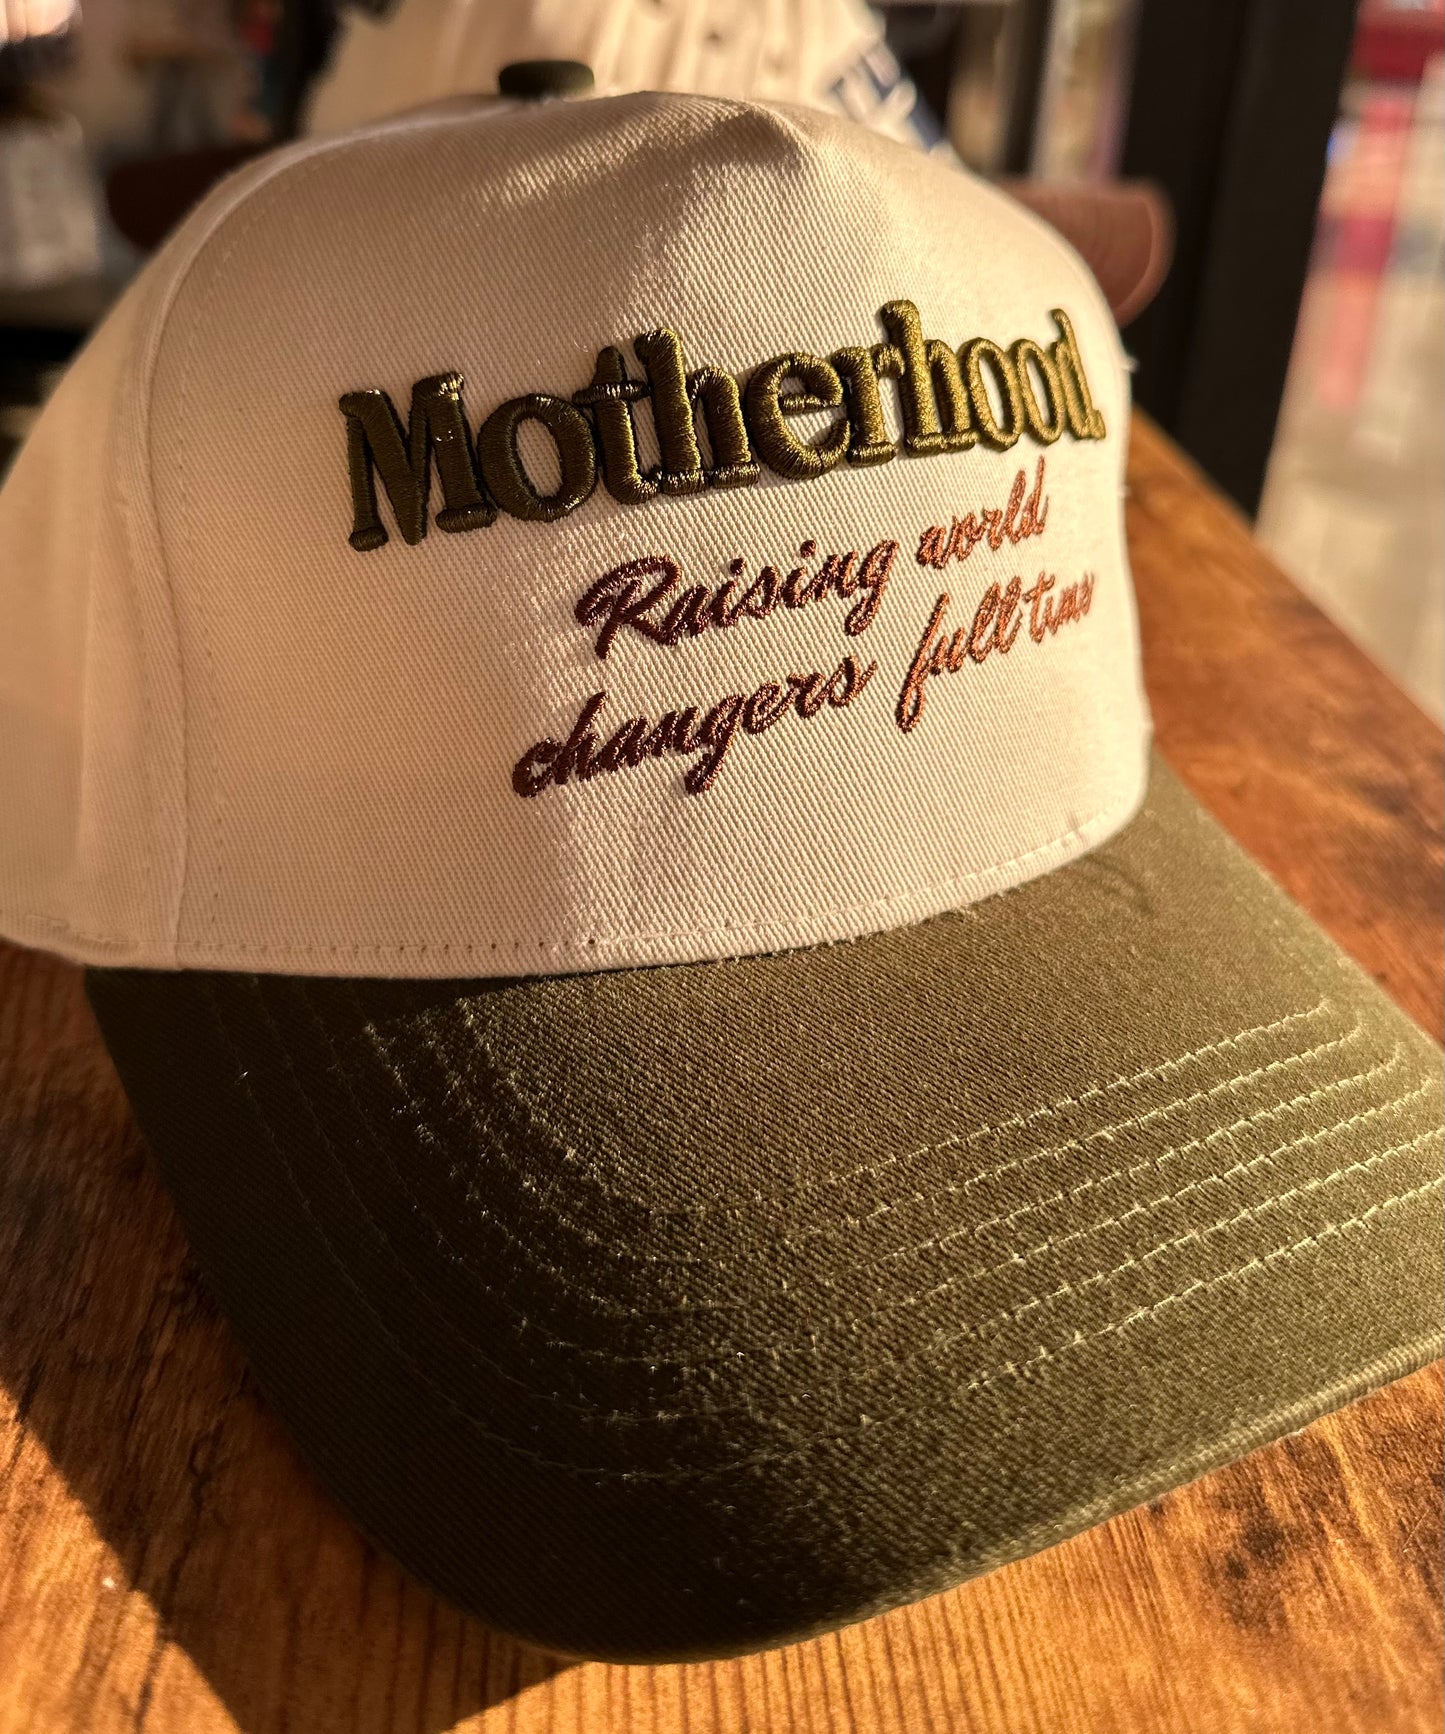 Motherhood.
Raising world
changers full time